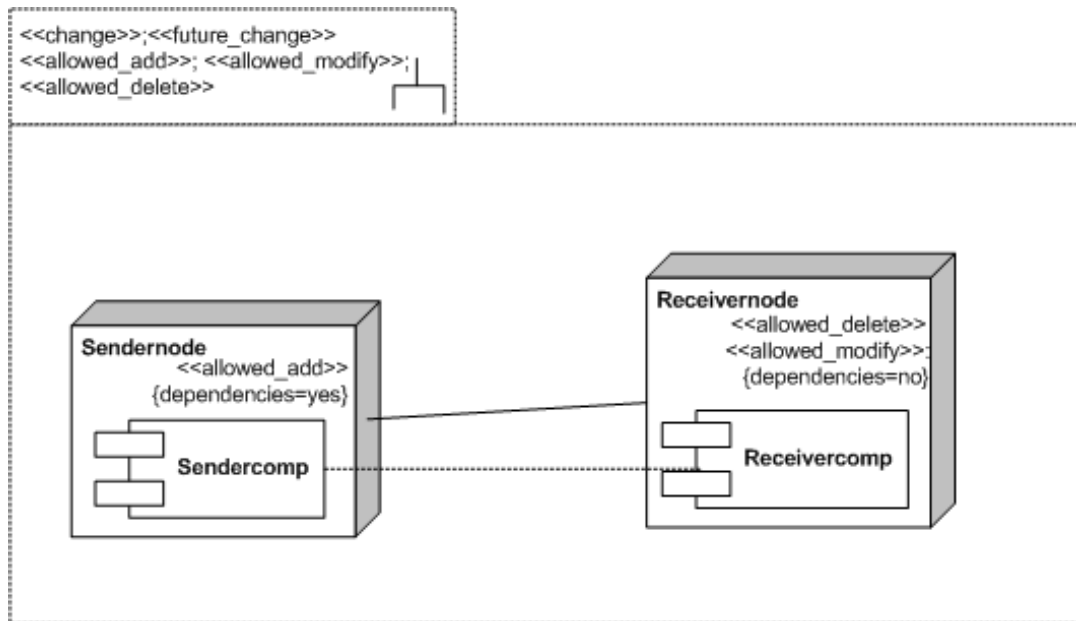 <<change>>;<<future_change>>
<<allowed_add>>; <<allowed_modify>>;
<<allowed_delete>>
Sendernode
<<allowed_add>>
{dependencies=yes}
Sendercomp
Receivernode
<<allowed_delete>>
<<allowed_modify>>:
{dependencies=no}
Receivercomp